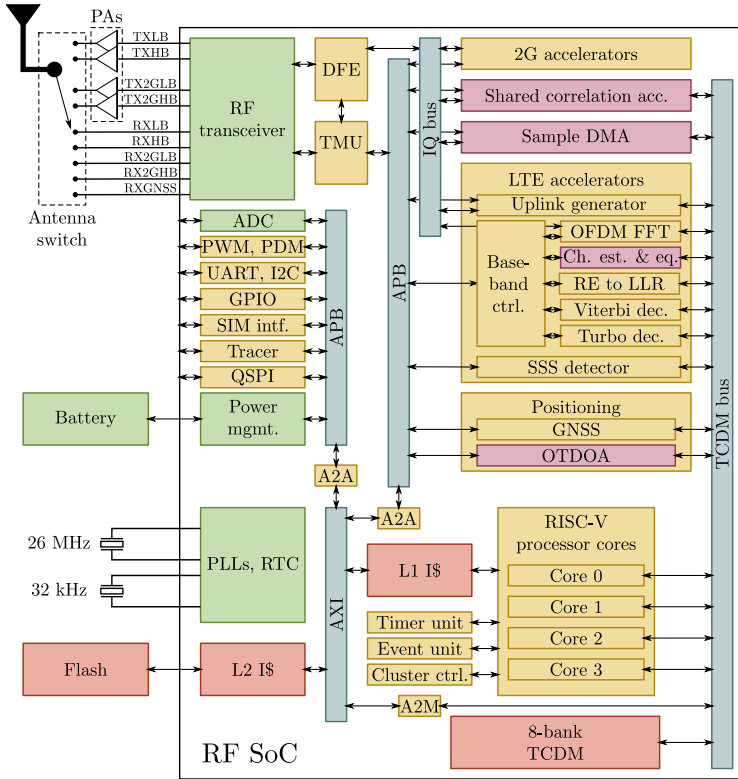 PAs
TXLB
TXHB
TX2GLB
TX2GHB
RXLB
RXHB
RX2GLB
RX2GHB
RXGNSS
Antenna
switch
RF
transceiver
DFE
TMU
APB
IQ bus
2G accelerators
Shared correlation acc.
Sample DMA
LTE accelerators
Uplink generator
Base-
band
ctrl.
OFDM FFT
Ch. est. & eq.
RE to LLR
Viterbi dec.
Turbo dec.
SSS detector
Positioning
GNSS
OTDOA
TCDM bus
ADC
PWM, PDM
UART, I2C
GPIO
SIM intf.
Tracer
QSPI
Power
mgmt.
APB
Battery
A2A
A2A
26 MHz
32 kHz
PLLs, RTC
AXI
L1 I$
RISC-V
processor cores
Core 0
Core 1
Core 2
Core 3
Timer unit
Event unit
Cluster ctrl.
Flash
L2 I$
A2M
8-bank
TCDM
RF SoC